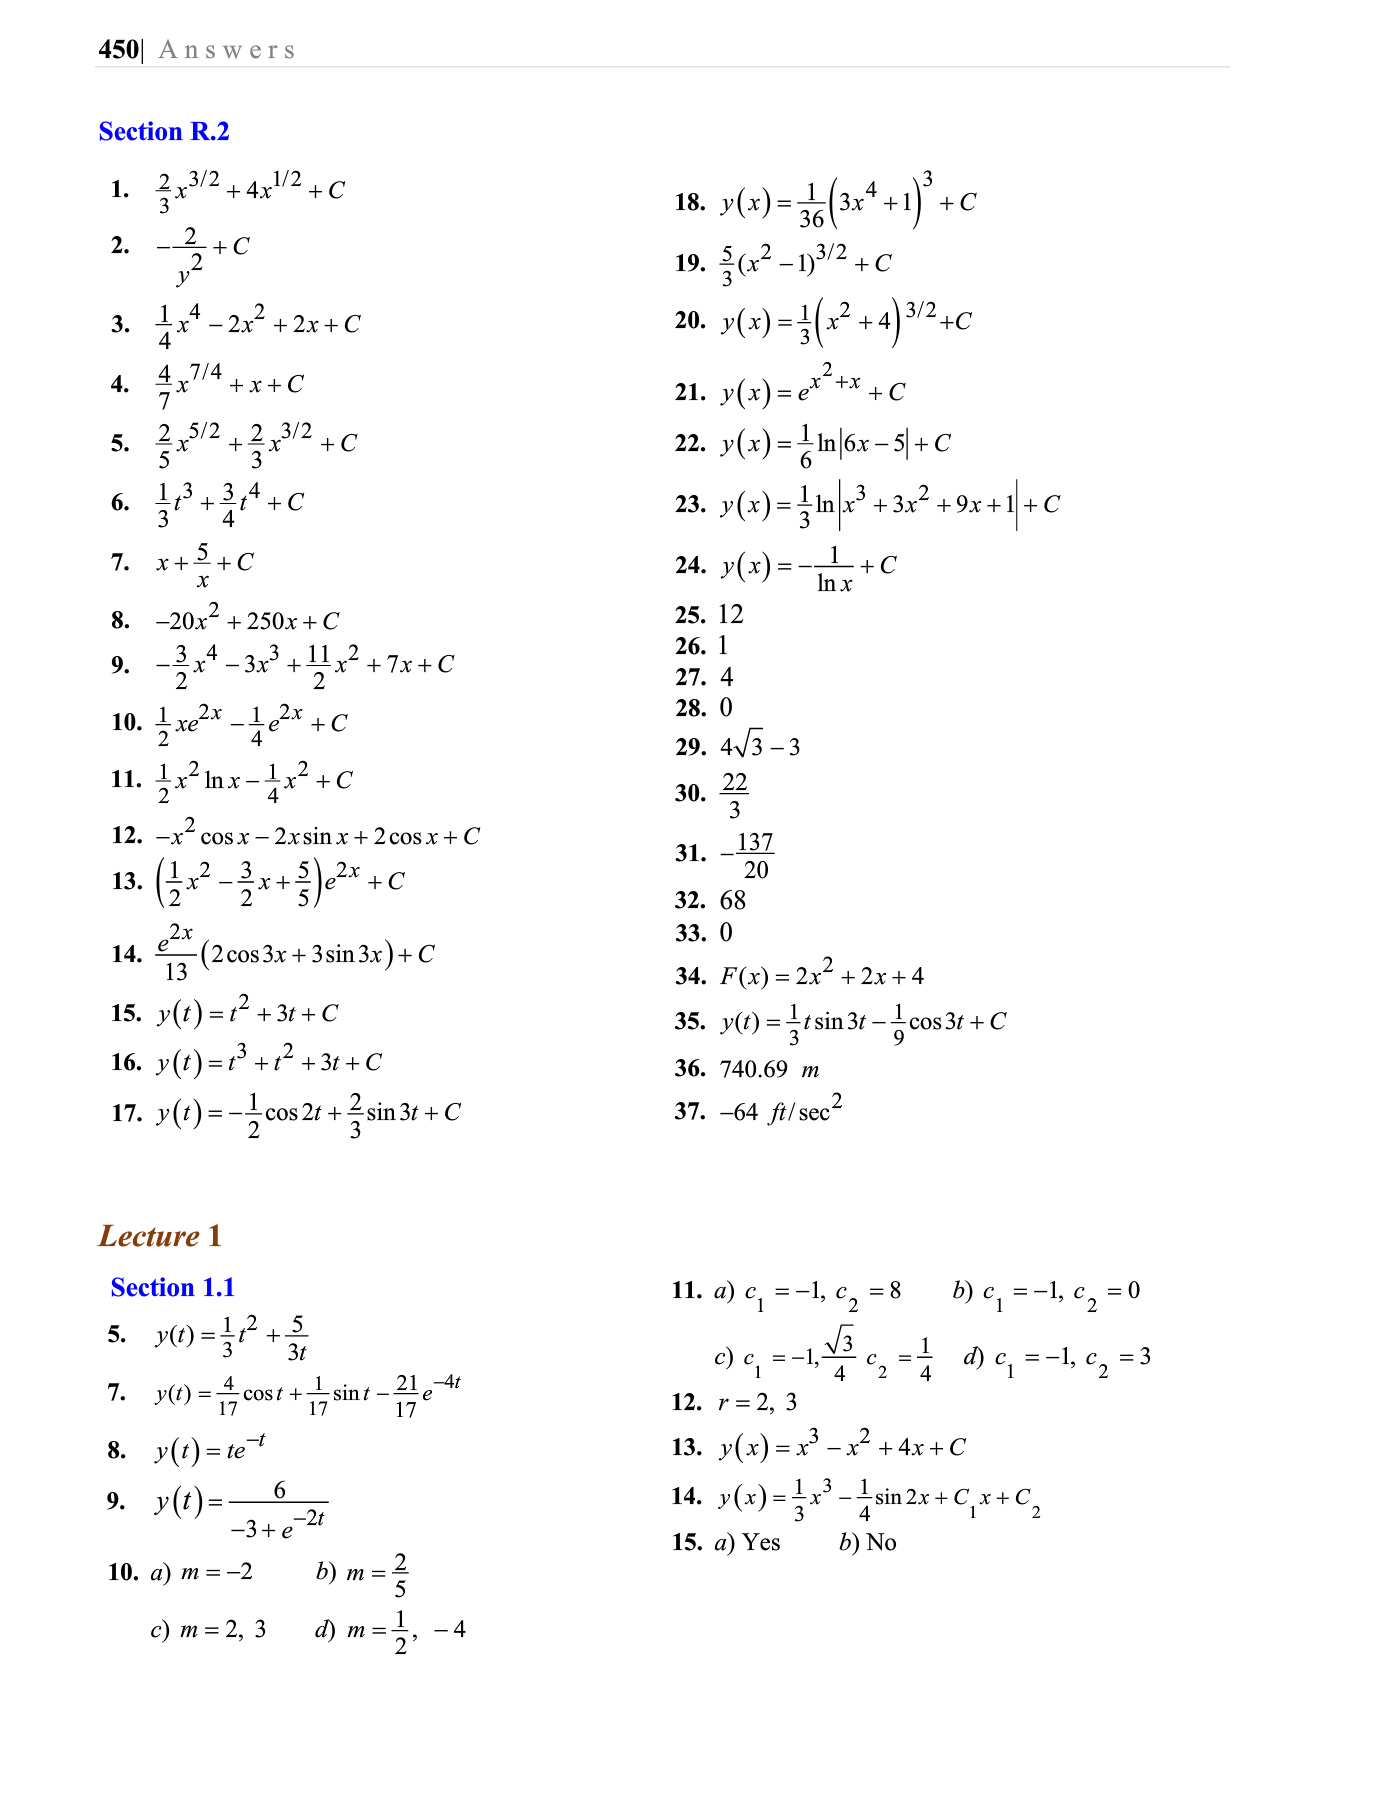 450| Answers
Section R.2
1. \frac{2}{3}x^{3/2} + 4x^{1/2} + C
2. -\frac{2}{y^2} + C
3. \frac{1}{4}x^4 - 2x^2 + 2x + C
4. \frac{4}{7}x^{7/4} + x + C
5. \frac{2}{5}x^{5/2} + \frac{2}{3}x^{3/2} + C
6. \frac{1}{3}t^3 + \frac{3}{4}t^4 + C
7. x + \frac{5}{x} + C
8. -20x^2 + 250x + C
9. -\frac{3}{2}x^4 - 3x^3 + \frac{11}{2}x^2 + 7x + C
10. \frac{1}{2}xe^{2x} - \frac{1}{4}e^{2x} + C
11. \frac{1}{2}x^2 \ln x - \frac{1}{4}x^2 + C
12. -x^2 \cos x - 2x \sin x + 2 \cos x + C
13. (\frac{1}{2}x^2 - \frac{3}{2}x + \frac{5}{5})e^{2x} + C
14. \frac{e^{2x}}{13}(2 \cos 3x + 3 \sin 3x) + C
15. y(t) = t^2 + 3t + C
16. y(t) = t^3 + t^2 + 3t + C
17. y(t) = -\frac{1}{2} \cos 2t + \frac{2}{3} \sin 3t + C
18. y(x) = \frac{1}{36}(3x^4 + 1)^3 + C
19. \frac{5}{3}(x^2 - 1)^{3/2} + C
20. y(x) = \frac{1}{3}(x^2 + 4)^{3/2} + C
21. y(x) = e^{x^2 + x} + C
22. y(x) = \frac{1}{6} \ln|6x - 5| + C
23. y(x) = \frac{1}{3} \ln|x^3 + 3x^2 + 9x + 1| + C
24. y(x) = -\frac{1}{\ln x} + C
25. 12
26. 1
27. 4
28. 0
29. 4\sqrt{3} - 3
30. \frac{22}{3}
31. -\frac{137}{20}
32. 68
33. 0
34. F(x) = 2x^2 + 2x + 4
35. y(t) = \frac{1}{3}t \sin 3t - \frac{1}{9} \cos 3t + C
36. 740.69 m
37. -64 ft/sec^2
Lecture 1
Section 1.1
5. y(t) = \frac{1}{3}t^2 + \frac{5}{3t}
7. y(t) = \frac{4}{17} \cos t + \frac{1}{17} \sin t - \frac{21}{17}e^{-4t}
8. y(t) = te^{-t}
9. y(t) = \frac{6}{-3 + e^{-2t}}
10. a) m = -2 b) m = \frac{2}{5}
c) m = 2, 3 d) m = \frac{1}{2}, -4
11. a) c_1 = -1, c_2 = 8 b) c_1 = -1, c_2 = 0
c) c_1 = -1, \frac{\sqrt{3}}{4} c_2 = \frac{1}{4} d) c_1 = -1, c_2 = 3
12. r = 2, 3
13. y(x) = x^3 - x^2 + 4x + C
14. y(x) = \frac{1}{3}x^3 - \frac{1}{4} \sin 2x + C_1 x + C_2
15. a) Yes b) No